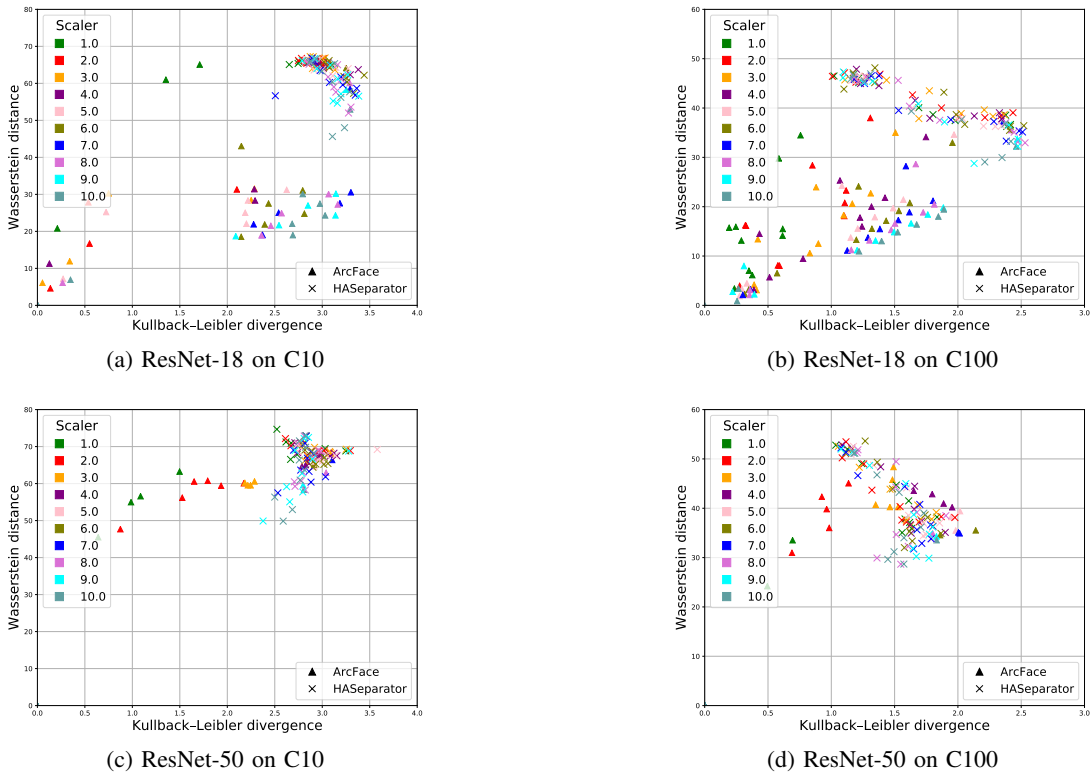 80
70
60
50
40
30
20
10
0
Wasserstein distance
Scaler
1.0
2.0
3.0
4.0
5.0
6.0
7.0
8.0
9.0
10.0
ArcFace
HASeparator
0.0 0.5 1.0 1.5 2.0 2.5 3.0 3.5 4.0
Kullback–Leibler divergence
(a) ResNet-18 on C10
60
50
40
30
20
10
0
Wasserstein distance
Scaler
1.0
2.0
3.0
4.0
5.0
6.0
7.0
8.0
9.0
10.0
ArcFace
HASeparator
0.0 0.5 1.0 1.5 2.0 2.5 3.0
Kullback–Leibler divergence
(b) ResNet-18 on C100
80
70
60
50
40
30
20
10
0
Wasserstein distance
Scaler
1.0
2.0
3.0
4.0
5.0
6.0
7.0
8.0
9.0
10.0
ArcFace
HASeparator
0.0 0.5 1.0 1.5 2.0 2.5 3.0 3.5 4.0
Kullback–Leibler divergence
(c) ResNet-50 on C10
60
50
40
30
20
10
0
Wasserstein distance
Scaler
1.0
2.0
3.0
4.0
5.0
6.0
7.0
8.0
9.0
10.0
ArcFace
HASeparator
0.0 0.5 1.0 1.5 2.0 2.5 3.0
Kullback–Leibler divergence
(d) ResNet-50 on C100